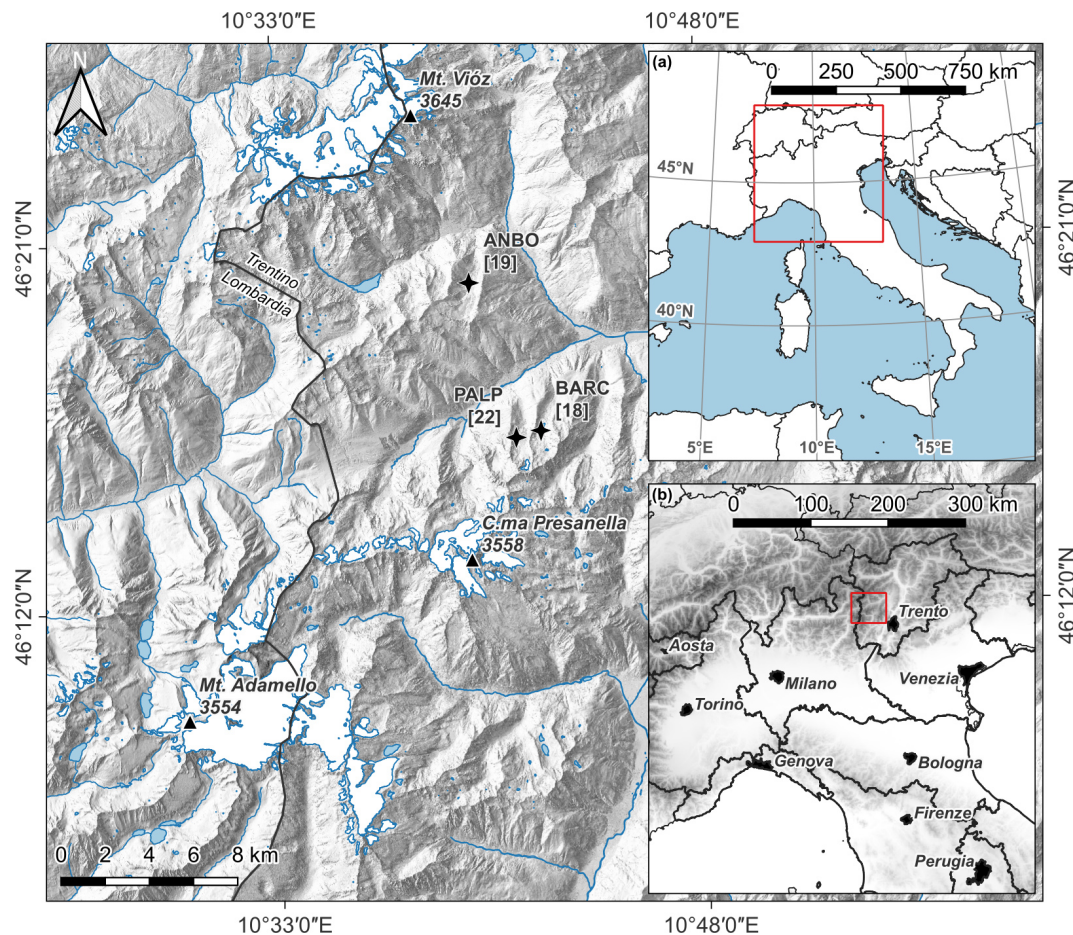 10°33′0″E
10°48′0″E
N
Mt. Vióz
3645
46°21′0″N
ANBO
[19]
Trentino
Lombardia
PALP
[22]
BARC
[18]
C.ma Presanella
3558
46°12′0″N
Mt. Adamello
3554
0 2 4 6 8 km
10°33′0″E
10°48′0″E
(a)
0 250 500 750 km
45°N
40°N
5°E
10°E
15°E
46°21′0″N
(b)
0 100 200 300 km
Trento
Aosta
Milano
Venezia
Torino
Genova
Bologna
Firenze
Perugia
46°12′0″N